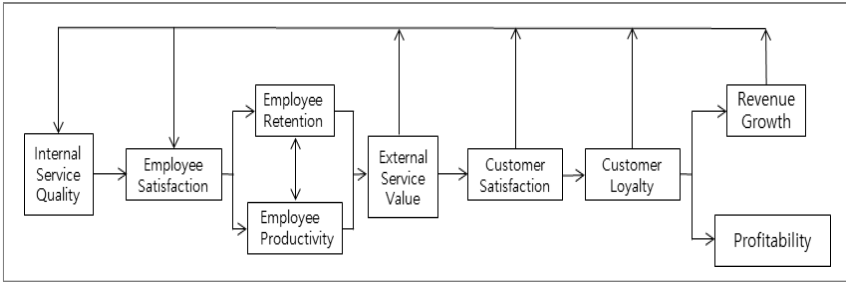 Internal
Service
Quality
Employee
Satisfaction
Employee
Retention
Employee
Productivity
External
Service
Value
Customer
Satisfaction
Customer
Loyalty
Revenue
Growth
Profitability